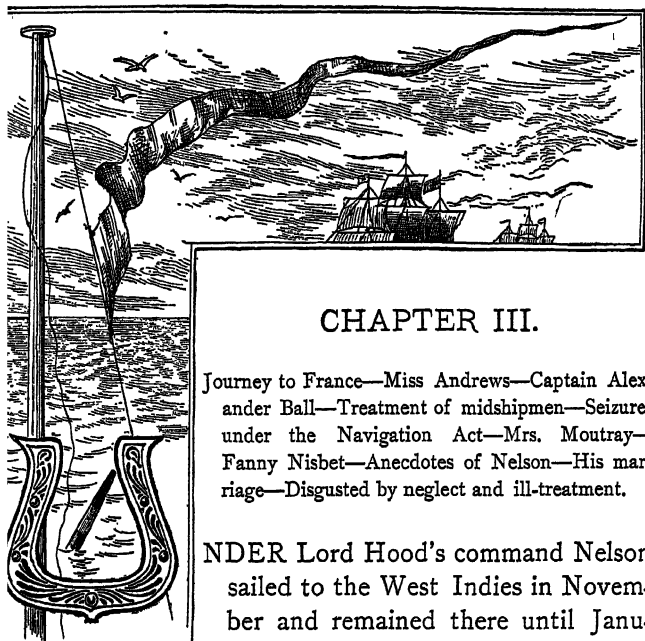 CHAPTER III.
Journey to France—Miss Andrews—Captain Alex
ander Ball—Treatment of midshipmen—Seizure
under the Navigation Act—Mrs. Moutray—
Fanny Nisbet—Anecdotes of Nelson—His mar
riage—Disgusted by neglect and ill-treatment.
UNDER Lord Hood's command Nelson
sailed to the West Indies in Novem-
ber and remained there until Janu-